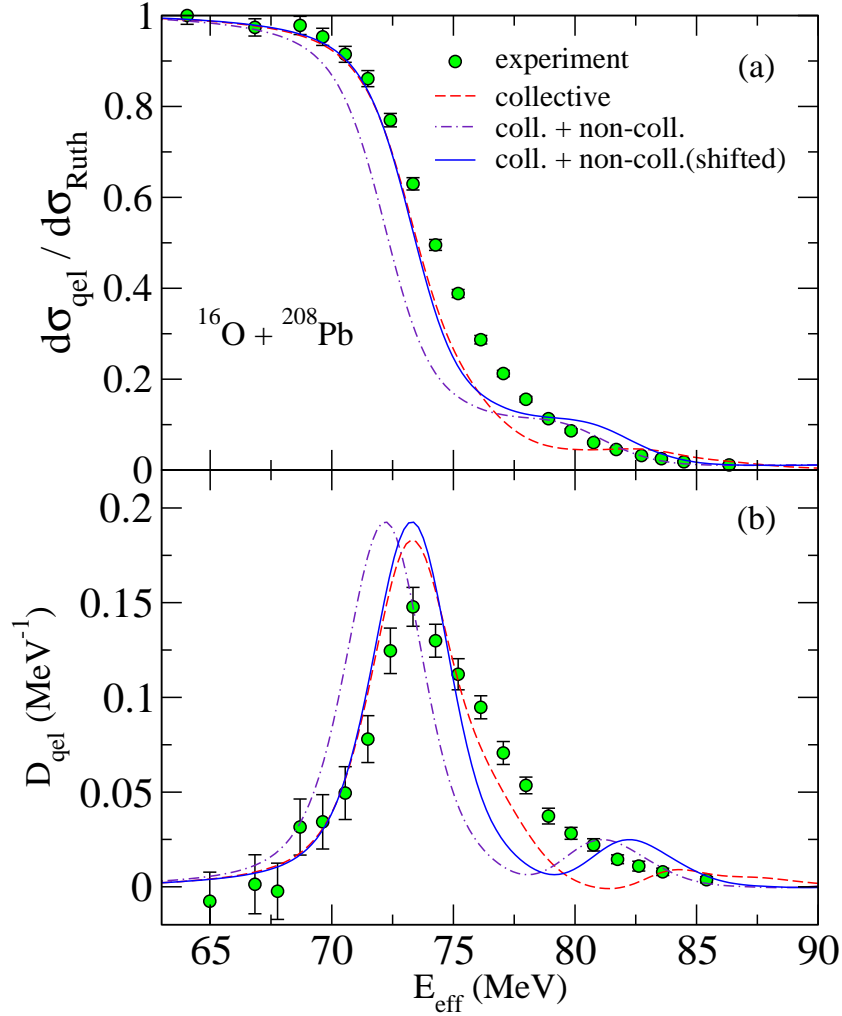 1
0.8
0.6
0.4
0.2
0
dσqel / dσRuth
(a)
experiment
collective
coll. + non-coll.
coll. + non-coll.(shifted)
16O + 208Pb
0.2
0.15
0.1
0.05
0
Dqel (MeV-1)
(b)
65 70 75 80 85 90
Eeff (MeV)